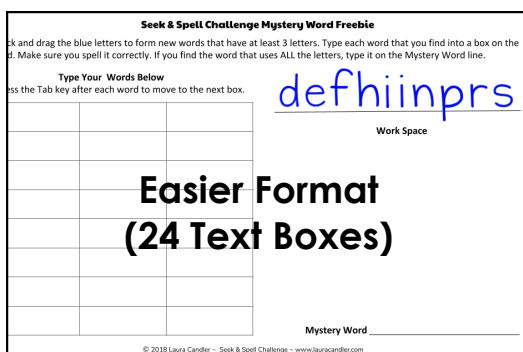 Seek & Spell Challenge Mystery Word Freebie
ck and drag the blue letters to form new words that have at least 3 letters. Type each word that you find into a box on the
d. Make sure you spell it correctly. If you find the word that uses ALL the letters, type it on the Mystery Word line.
Type Your Words Below
ess the Tab key after each word to move to the next box.
defhiinprs
Work Space
Easier Format
(24 Text Boxes)
Mystery Word
© 2018 Laura Candler ~ Seek & Spell Challenge ~ www.lauracandler.com